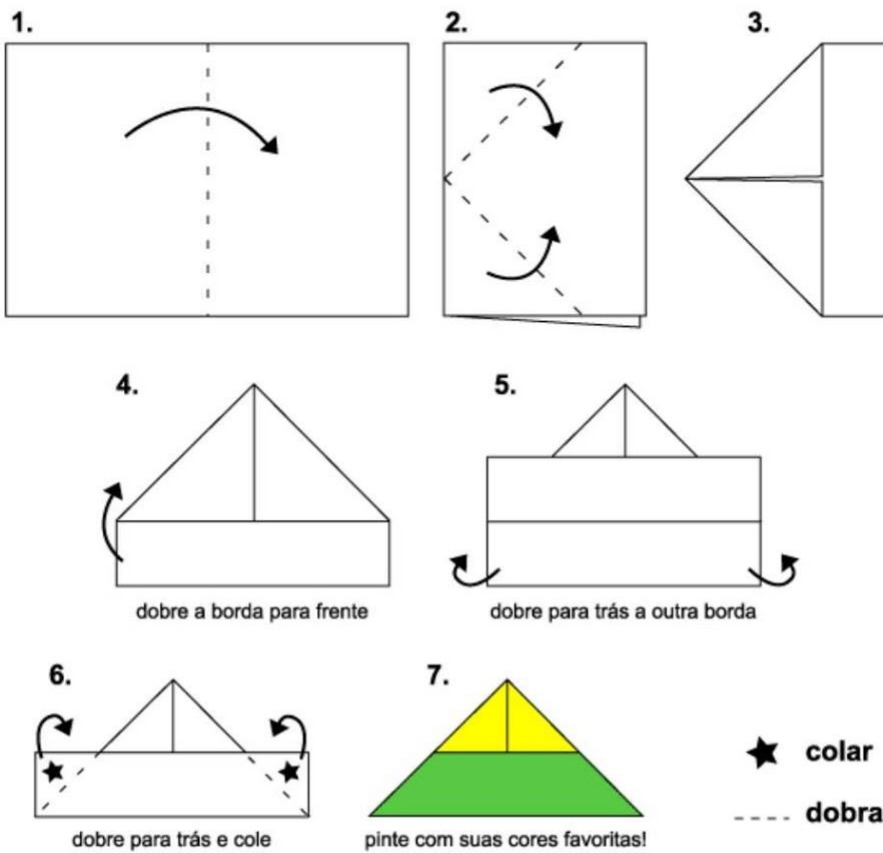 1.
2.
3.
4.
5.
dobre a borda para frente
dobre para trás a outra borda
6.
7.
colar
dobra
dobre para trás e cole
pinte com suas cores favoritas!